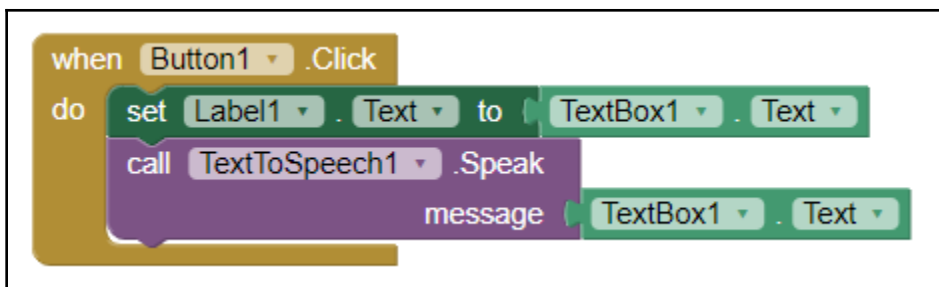 when Button1 .Click
do set Label1 . Text to TextBox1 . Text
call TextToSpeech1 .Speak
message TextBox1 . Text